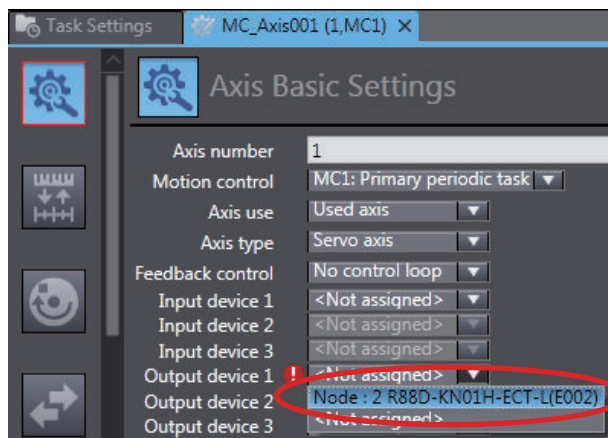 Task Settings
MC_Axis001 (1,MC1) ×
Axis Basic Settings
Axis number 1
Motion control MC1: Primary periodic task
Axis use Used axis
Axis type Servo axis
Feedback control No control loop
Input device 1 <Not assigned>
Input device 2 <Not assigned>
Input device 3 <Not assigned>
Output device 1 <Not assigned>
Output device 2 Node : 2 R88D-KN01H-ECT-L(E002)
Output device 3 <Not assigned>